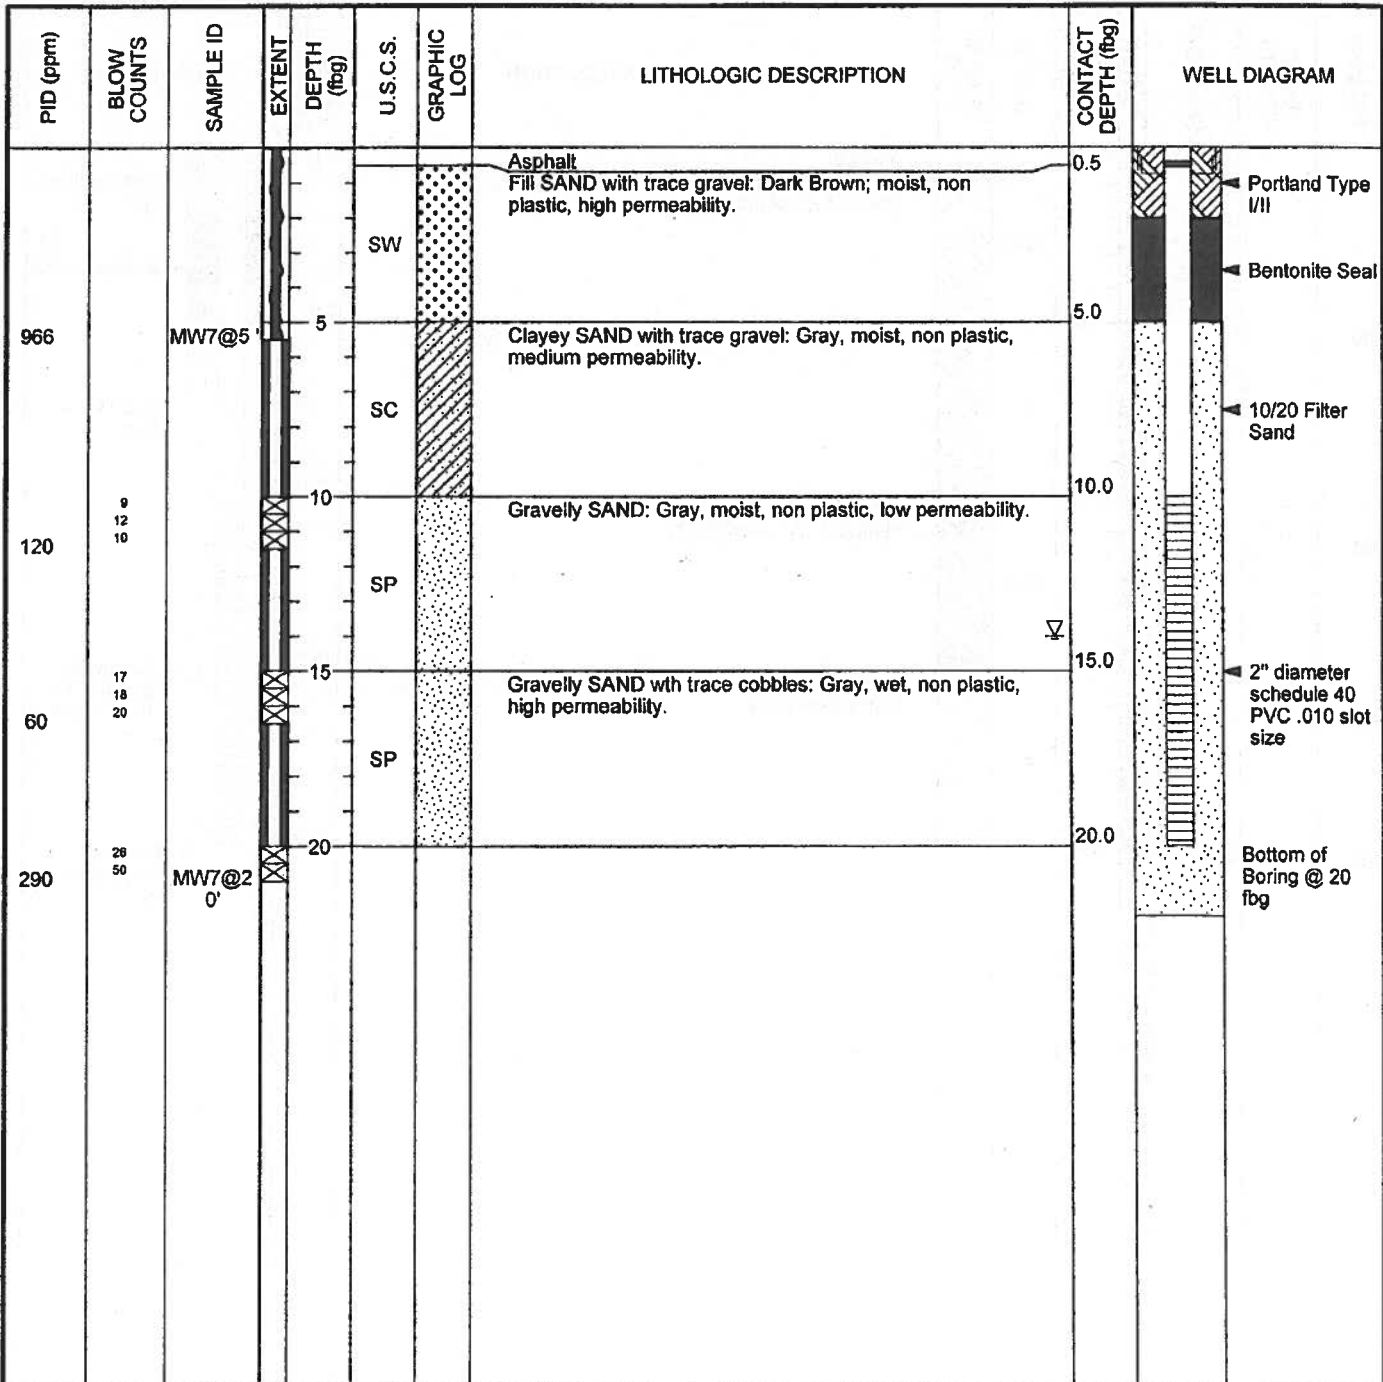 PID (ppm)
BLOW
COUNTS
SAMPLE ID
EXTENT
DEPTH
(fbg)
U.S.C.S.
GRAPHIC
LOG
LITHOLOGIC DESCRIPTION
CONTACT
DEPTH (fbg)
WELL DIAGRAM
Asphalt
0.5
Fill SAND with trace gravel: Dark Brown; moist, non
plastic, high permeability.
SW
Portland Type
I/II
Bentonite Seal
5.0
966
MW7@5'
5
Clayey SAND with trace gravel: Gray, moist, non plastic,
medium permeability.
SC
10/20 Filter
Sand
10.0
9
12
10
120
10
Gravelly SAND: Gray, moist, non plastic, low permeability.
SP
15.0
17
18
20
60
15
Gravelly SAND wth trace cobbles: Gray, wet, non plastic,
high permeability.
SP
2" diameter
schedule 40
PVC .010 slot
size
20.0
20
26
50
290
MW7@2
0'
Bottom of
Boring @ 20
fbg